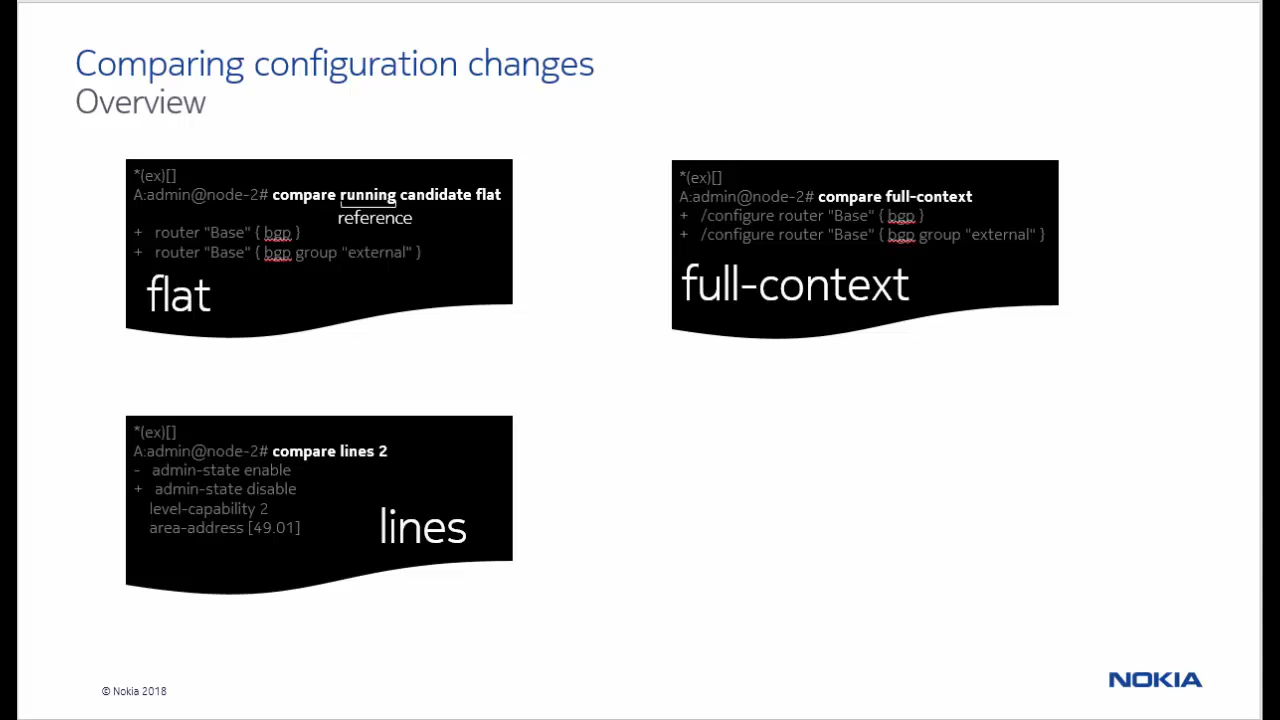 Comparing configuration changes
Overview
*(ex)[]
A:admin@node-2# compare running candidate flat
reference
+ router "Base" { bgp }
+ router "Base" { bgp group "external" }
flat
*(ex)[]
A:admin@node-2# compare full-context
+ /configure router "Base" { bgp }
+ /configure router "Base" { bgp group "external" }
full-context
*(ex)[]
A:admin@node-2# compare lines 2
- admin-state enable
+ admin-state disable
level-capability 2
area-address [49.01]
lines
© Nokia 2018
NOKIA